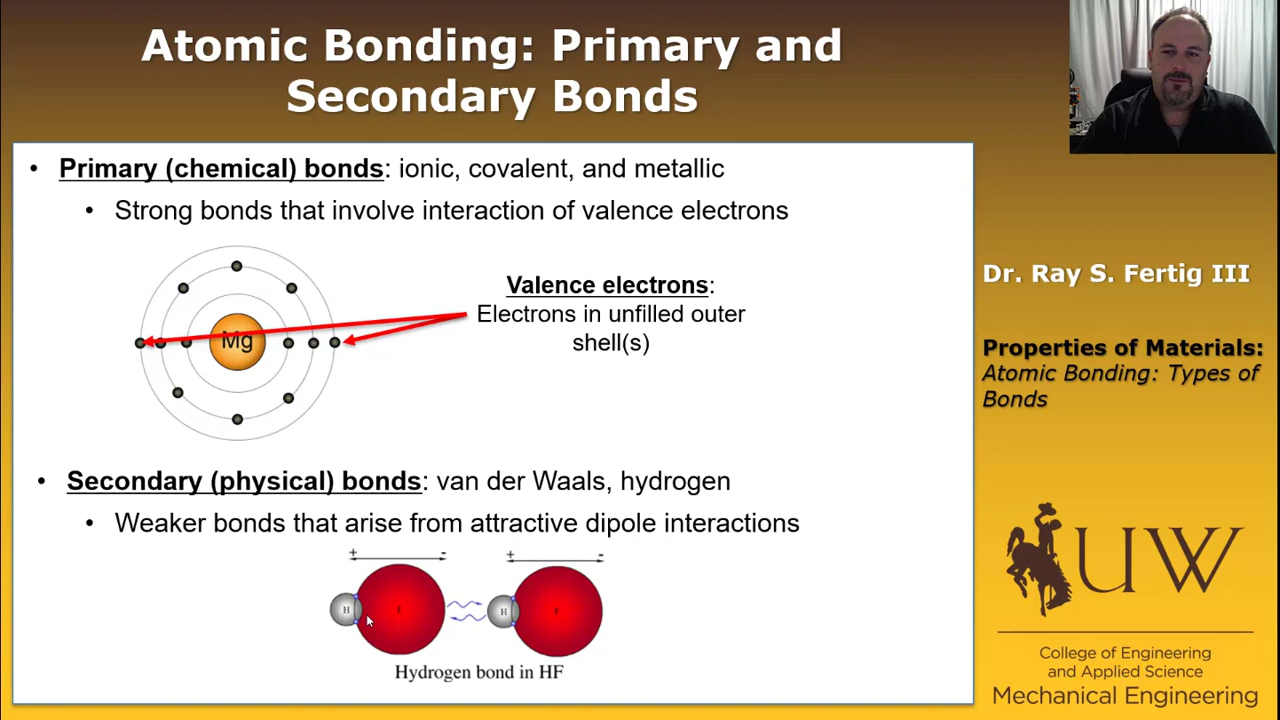 Atomic Bonding: Primary and
Secondary Bonds
• Primary (chemical) bonds: ionic, covalent, and metallic
• Strong bonds that involve interaction of valence electrons
Mg
Valence electrons:
Electrons in unfilled outer
shell(s)
• Secondary (physical) bonds: van der Waals, hydrogen
• Weaker bonds that arise from attractive dipole interactions
+ - + -
H F H F
Hydrogen bond in HF
Dr. Ray S. Fertig III
Properties of Materials:
Atomic Bonding: Types of
Bonds
UW
College of Engineering
and Applied Science
Mechanical Engineering